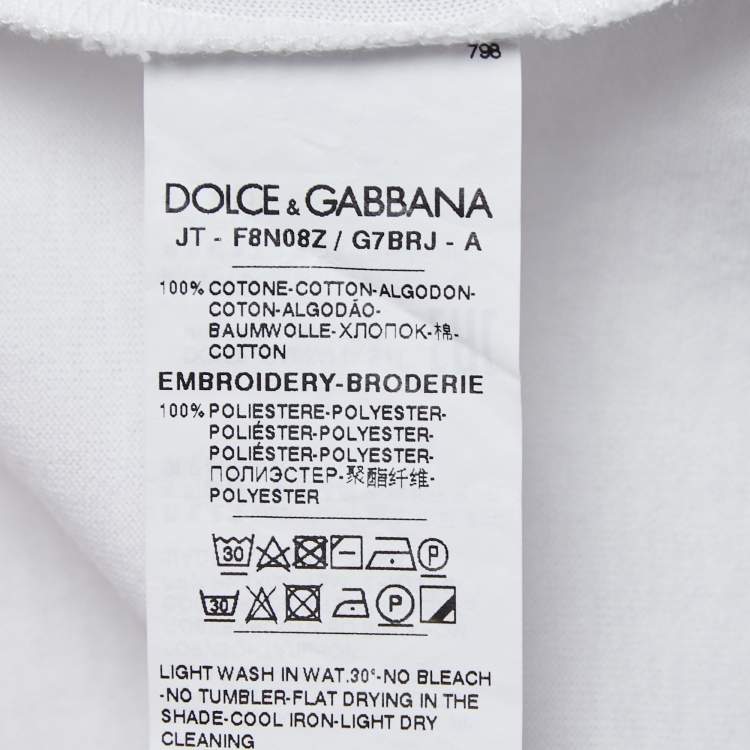 798
DOLCE & GABBANA
JT - F8N08Z / G7BRJ - A
100% COTONE-COTTON-ALGODON-
COTON-ALGODÃO-
BAUMWOLLE-ХЛОПОК-棉-
COTTON
EMBROIDERY-BRODERIE
100% POLIESTERE-POLYESTER-
POLIÉSTER-POLYESTER-
POLIÉSTER-POLYESTER-
ПОЛИЭСТЕР-聚酯纤维-
POLYESTER
30 P
30 P
LIGHT WASH IN WAT.30°-NO BLEACH
-NO TUMBLER-FLAT DRYING IN THE
SHADE-COOL IRON-LIGHT DRY
CLEANING